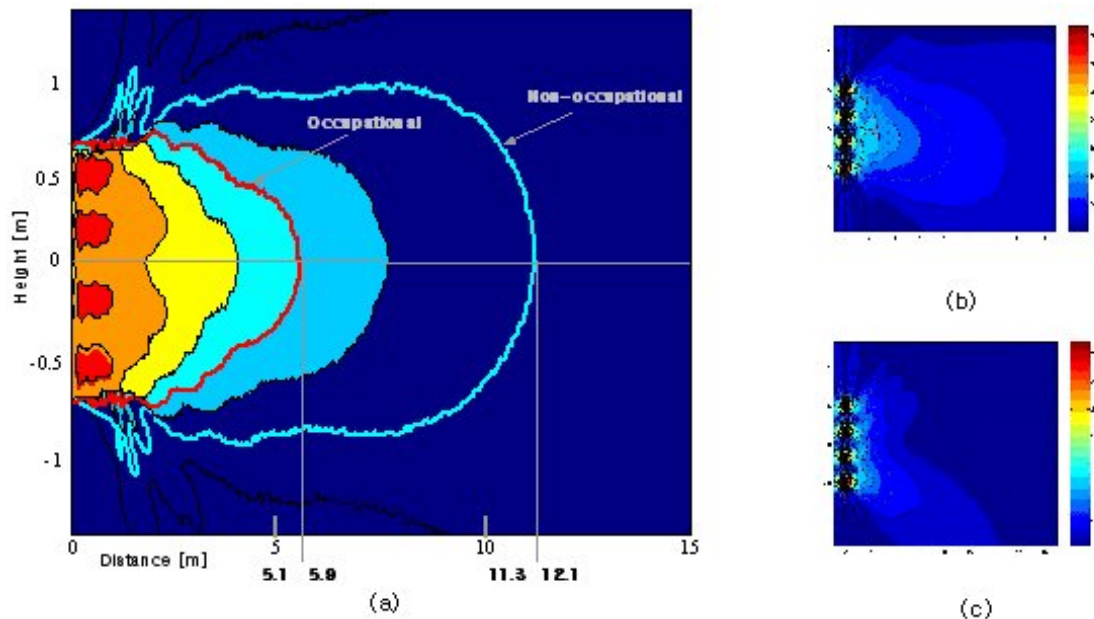 1
Non-occupational
Occupational
0.5
Height [m]
0
-0.5
-1
0
5
10
15
Distance [m]
5.1 5.9
11.3 12.1
(a)
(b)
(c)